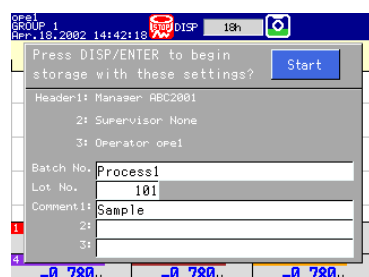 ope1
GROUP 1
Apr.18.2002 14:42:18 STOP DISP 18h
Press DISP/ENTER to begin
storage with these settings?
Start
Header1: Manager ABC2001
2: Supervisor None
3: Operator ope1
Batch No. Process1
Lot No. 101
Comment1: Sample
2:
3:
1
4
-0.780 -0.780 -0.780